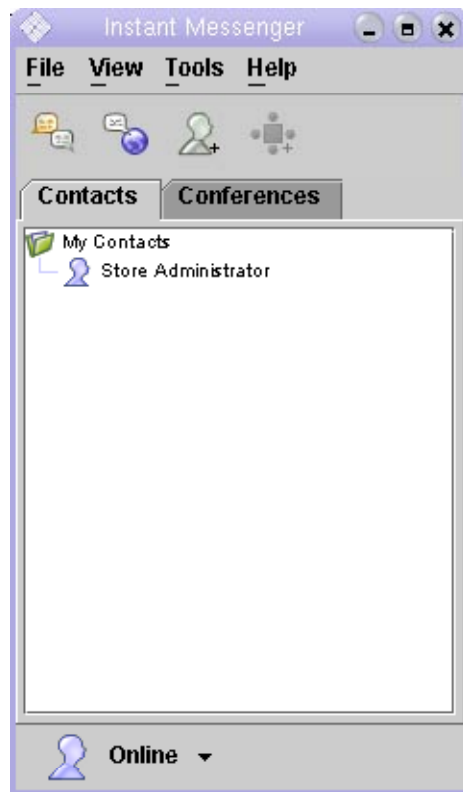 Instant Messenger
File View Tools Help
Contacts Conferences
My Contacts
Store Administrator
Online